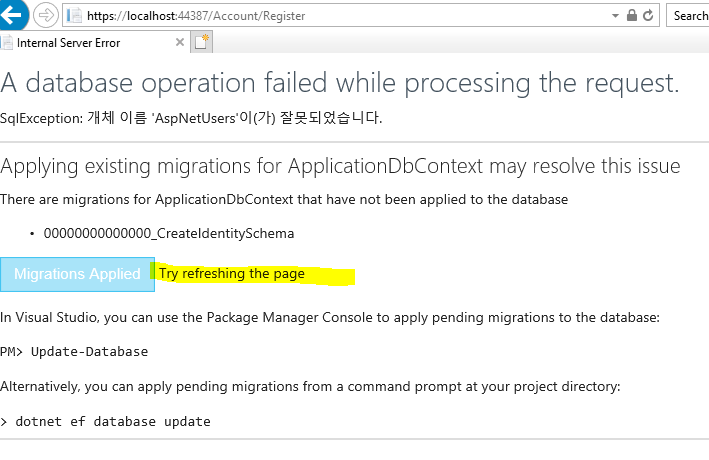 https://localhost:44387/Account/Register
Search
Internal Server Error
A database operation failed while processing the request.
SqlException: 개체 이름 'AspNetUsers'이(가) 잘못되었습니다.
Applying existing migrations for ApplicationDbContext may resolve this issue
There are migrations for ApplicationDbContext that have not been applied to the database
• 00000000000000_CreateIdentitySchema
Migrations Applied Try refreshing the page
In Visual Studio, you can use the Package Manager Console to apply pending migrations to the database:
PM> Update-Database
Alternatively, you can apply pending migrations from a command prompt at your project directory:
> dotnet ef database update